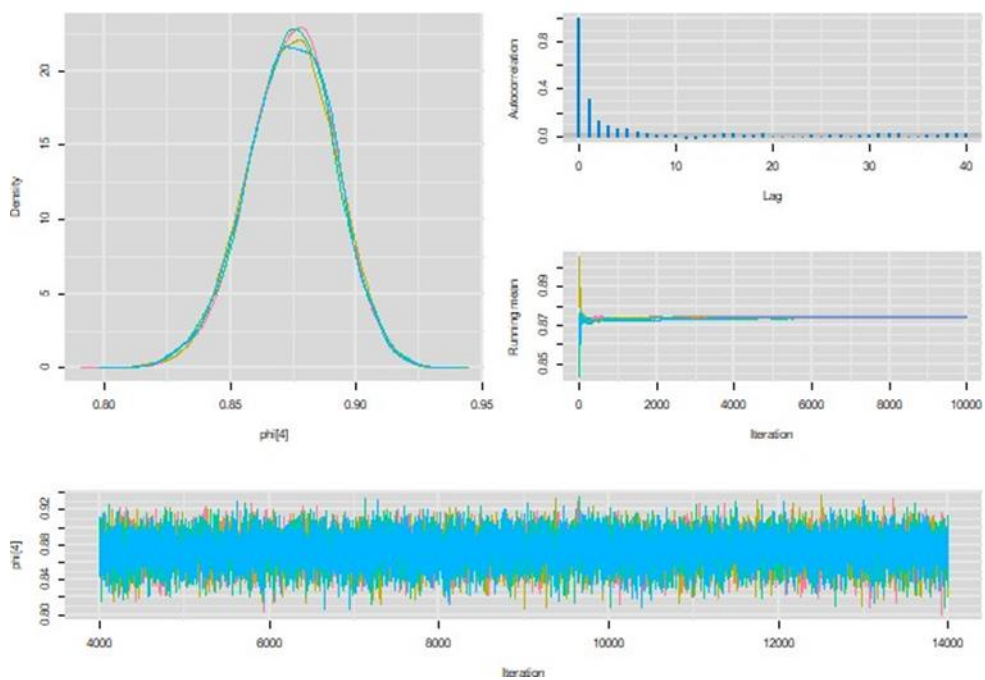 Density
20
15
10
5
0
0.80 0.85 0.90 0.95
phi[4]
Autocorrelation
0.8
0.4
0.0
0 10 20 30 40
Lag
Running mean
0.89
0.87
0.85
0 2000 4000 6000 8000 10000
Iteration
phi[4]
0.92
0.88
0.84
0.80
4000 6000 8000 10000 12000 14000
Iteration